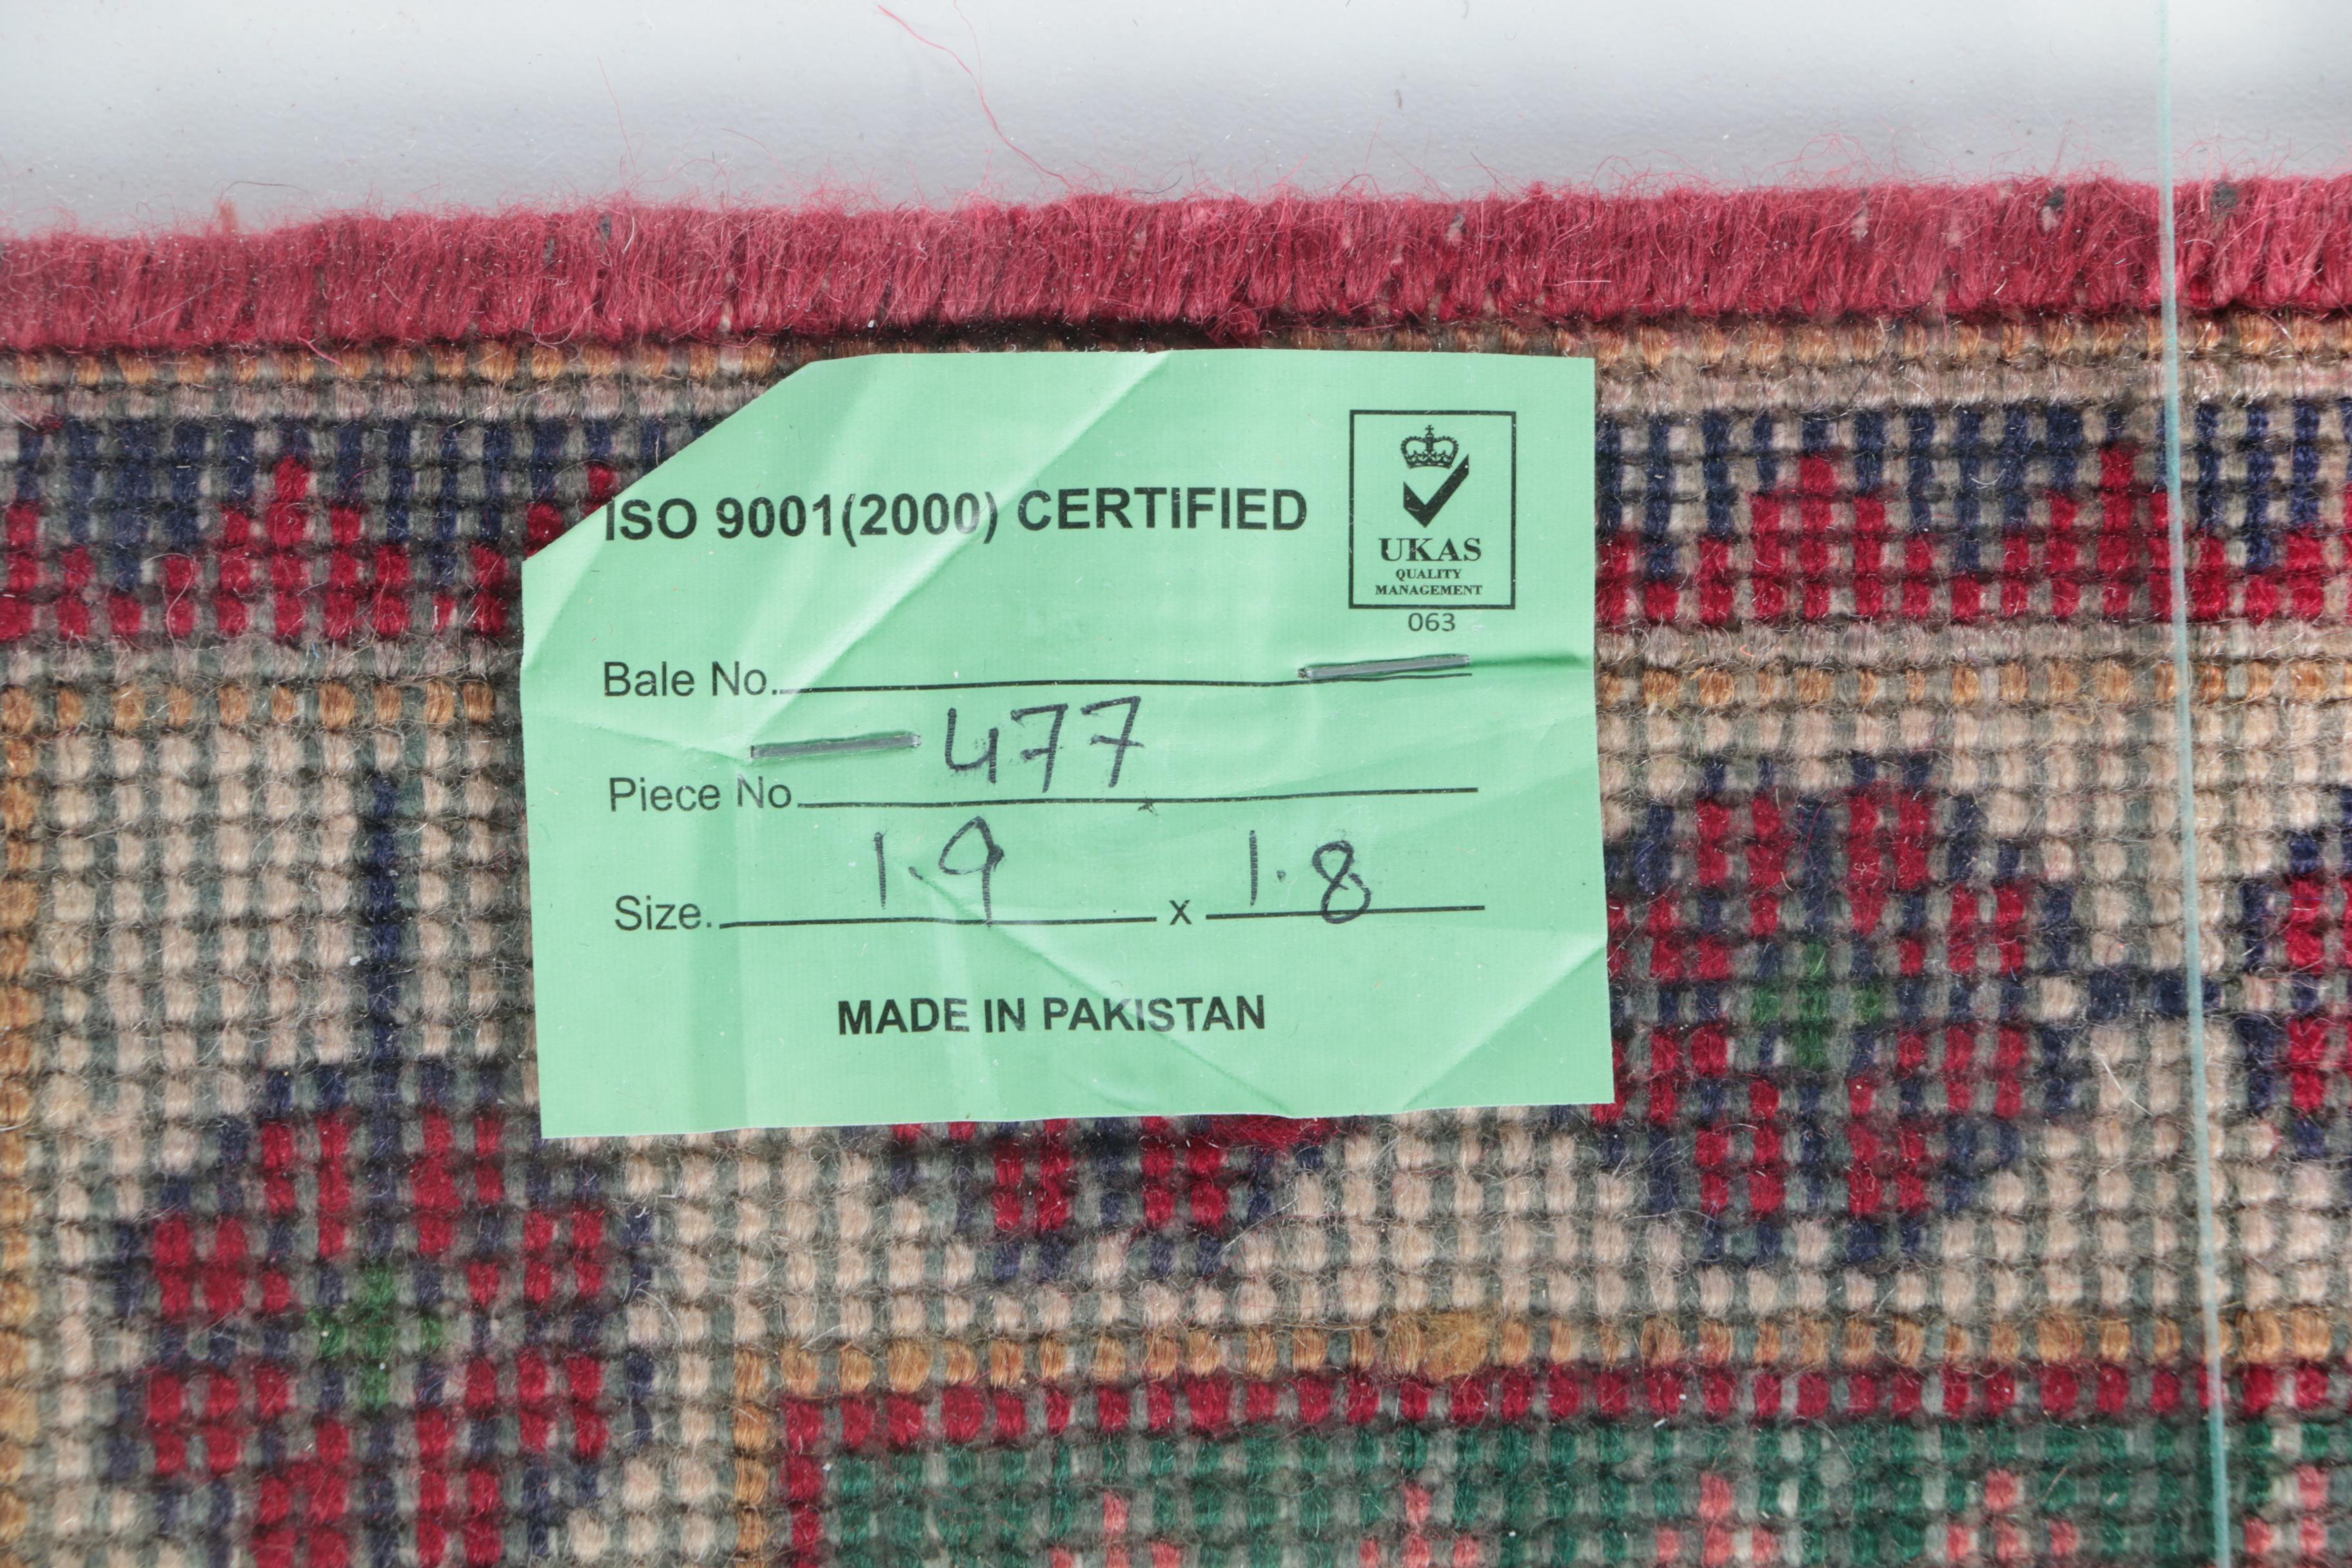 ISO 9001(2000) CERTIFIED
UKAS
QUALITY
MANAGEMENT
063
Bale No.
Piece No. 477
Size. 1.9 x 1.8
MADE IN PAKISTAN